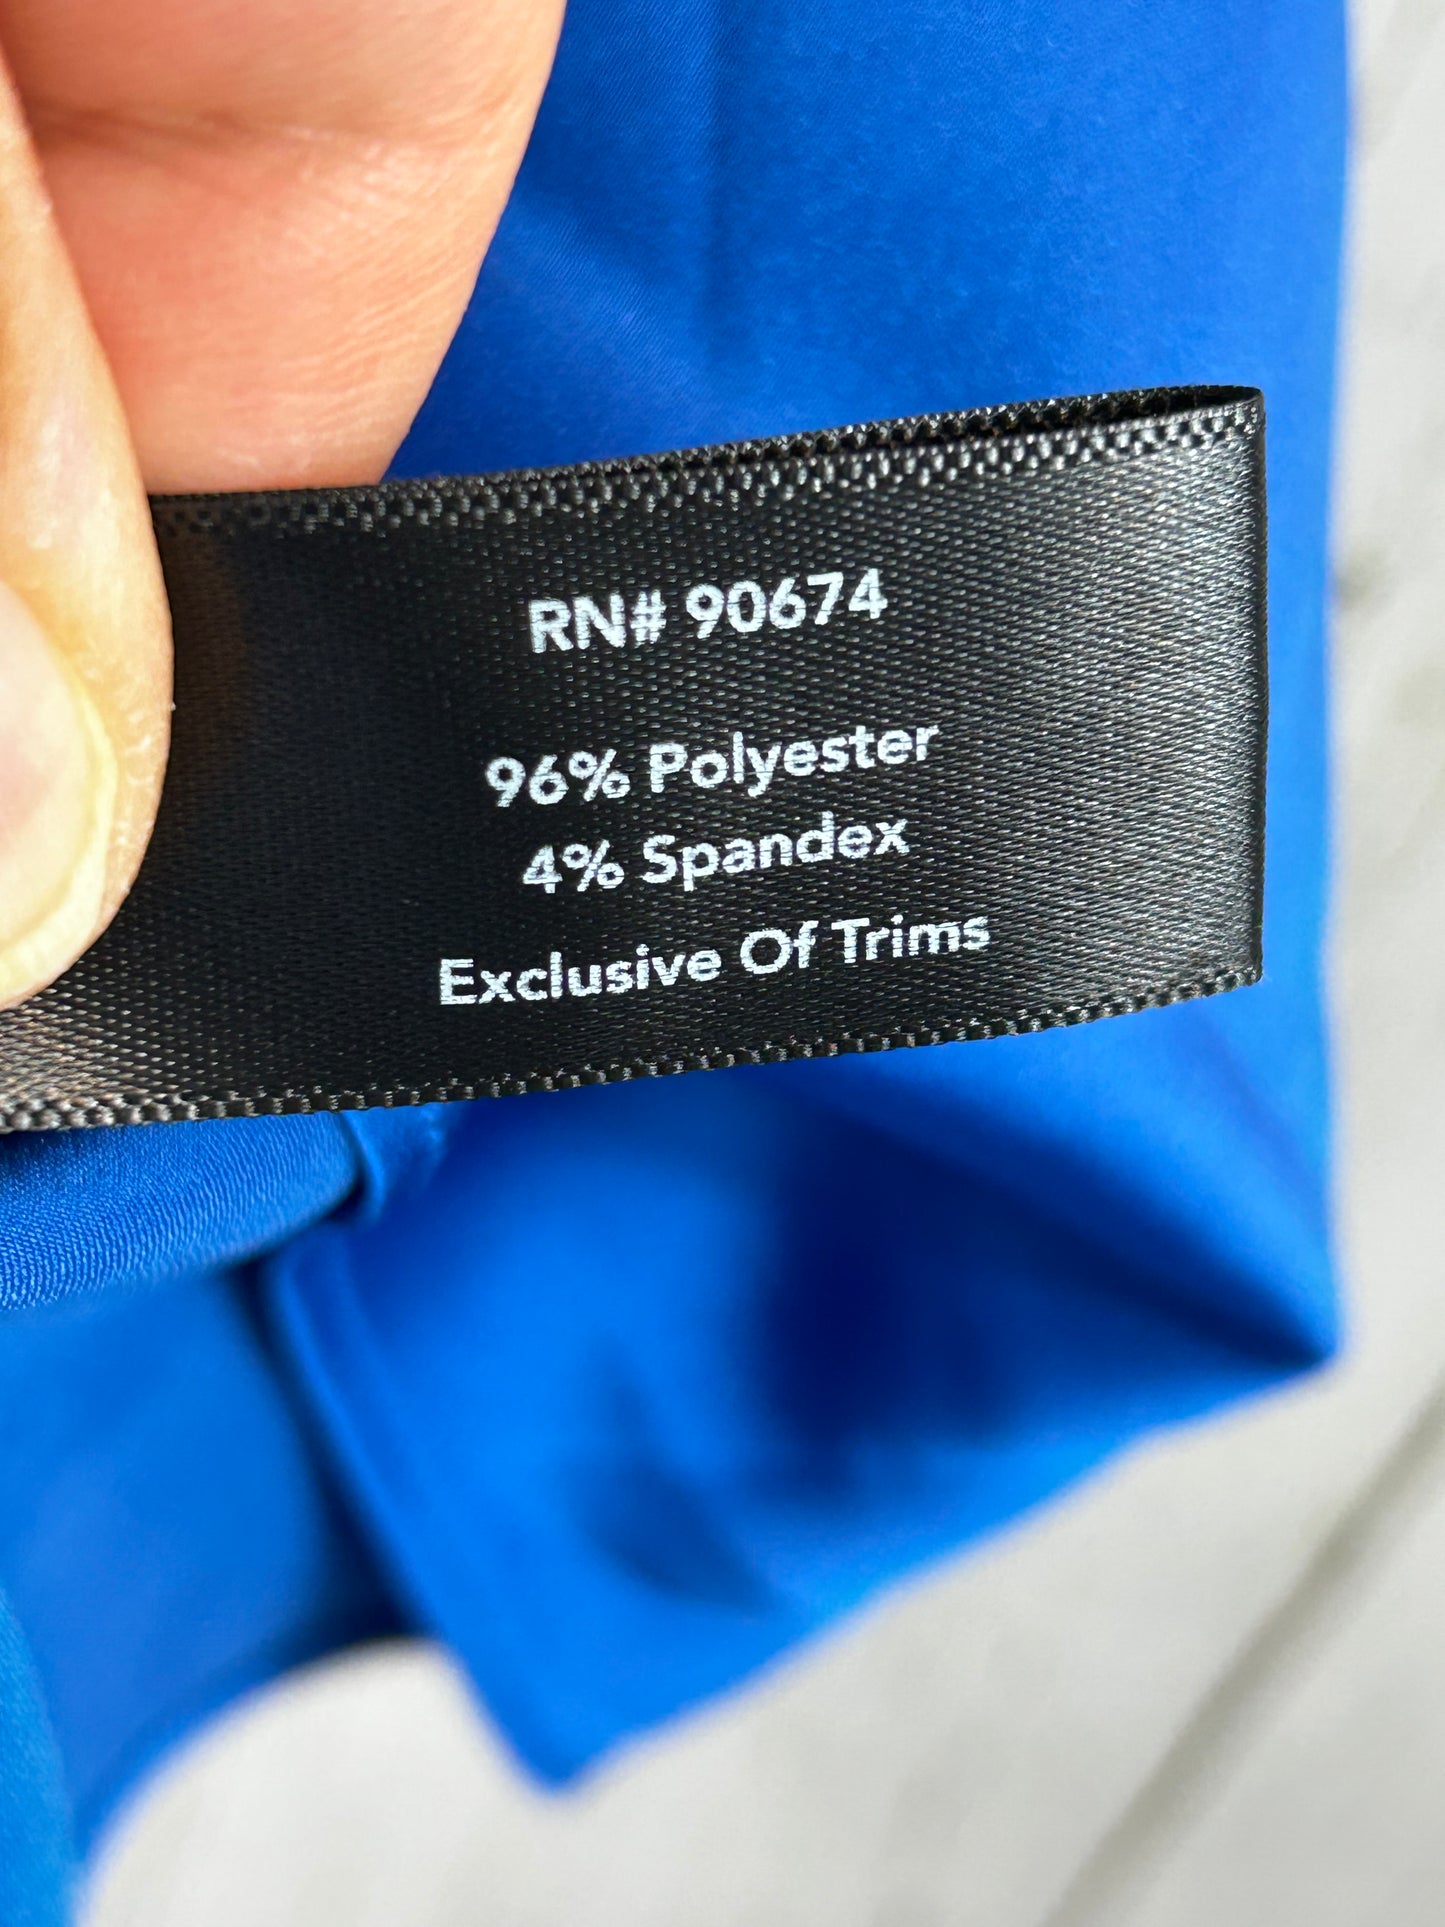 RN# 90674
96% Polyester
4% Spandex
Exclusive Of Trims